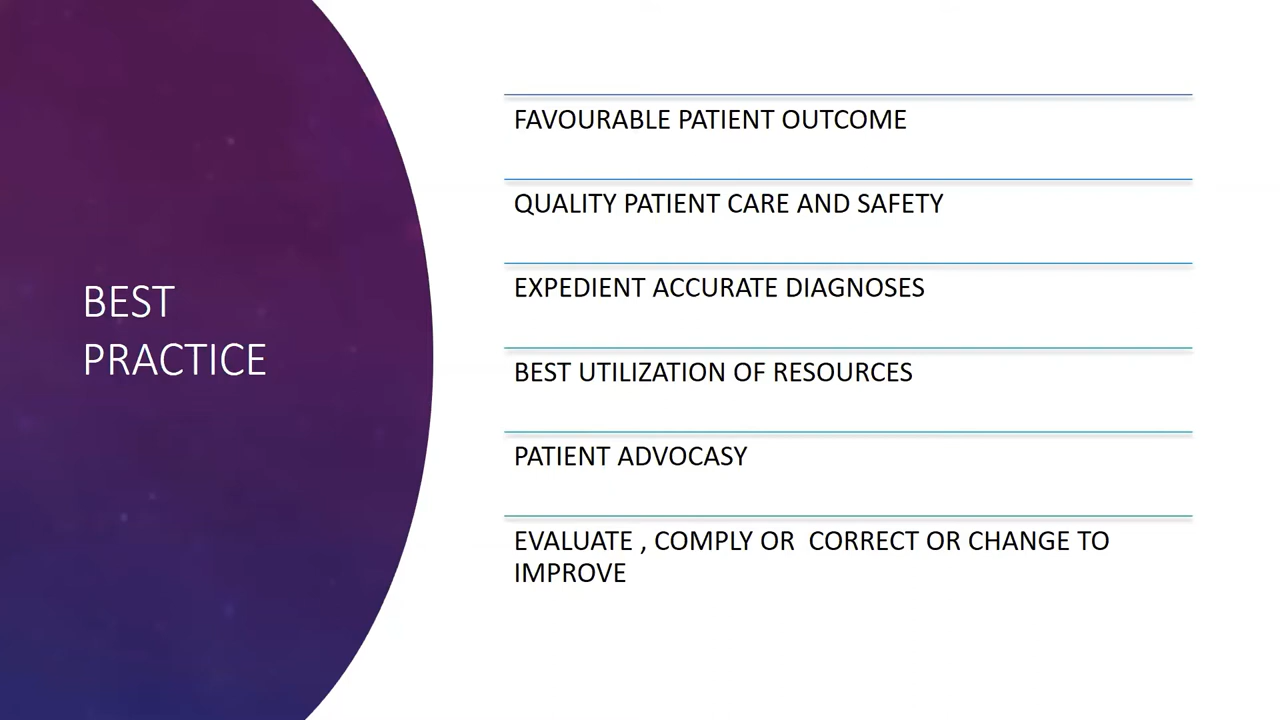 BEST
PRACTICE
FAVOURABLE PATIENT OUTCOME
QUALITY PATIENT CARE AND SAFETY
EXPEDIENT ACCURATE DIAGNOSES
BEST UTILIZATION OF RESOURCES
PATIENT ADVOCASY
EVALUATE , COMPLY OR  CORRECT OR CHANGE TO
IMPROVE